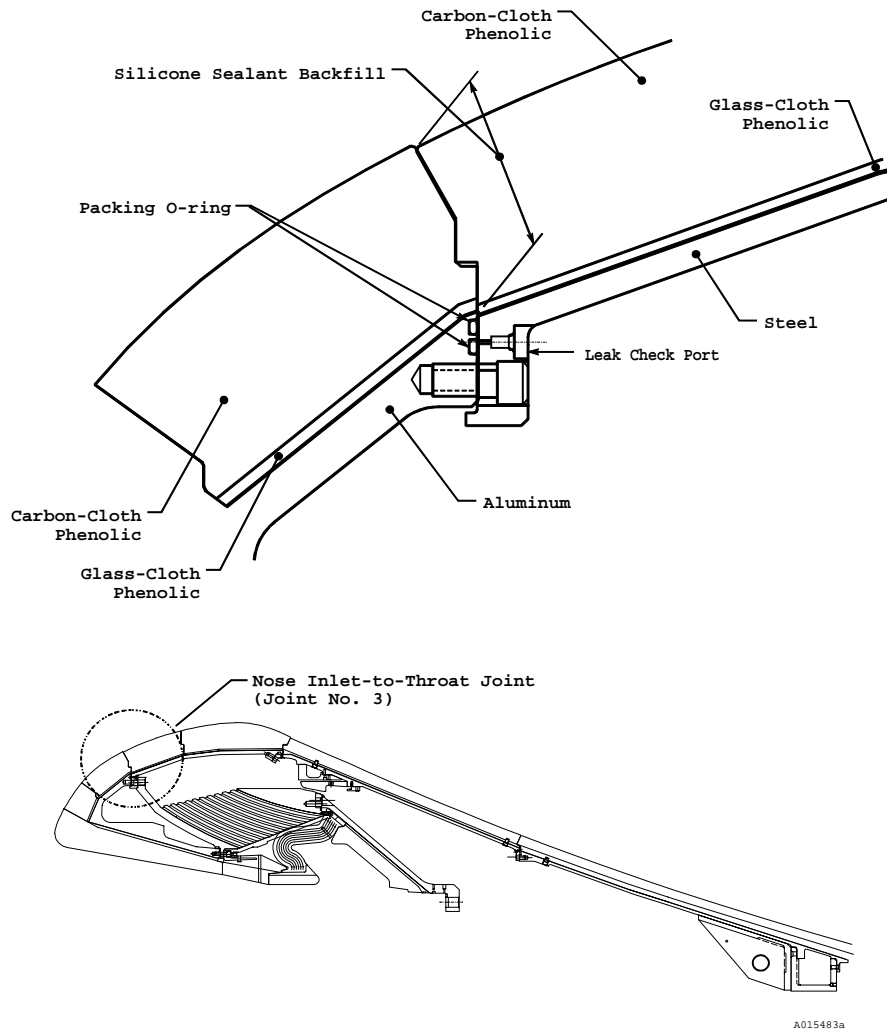 Carbon-Cloth
Phenolic
Silicone Sealant Backfill
Glass-Cloth
Phenolic
Packing O-ring
Steel
Leak Check Port
Aluminum
Carbon-Cloth
Phenolic
Glass-Cloth
Phenolic
Nose Inlet-to-Throat Joint
(Joint No. 3)
A015483a